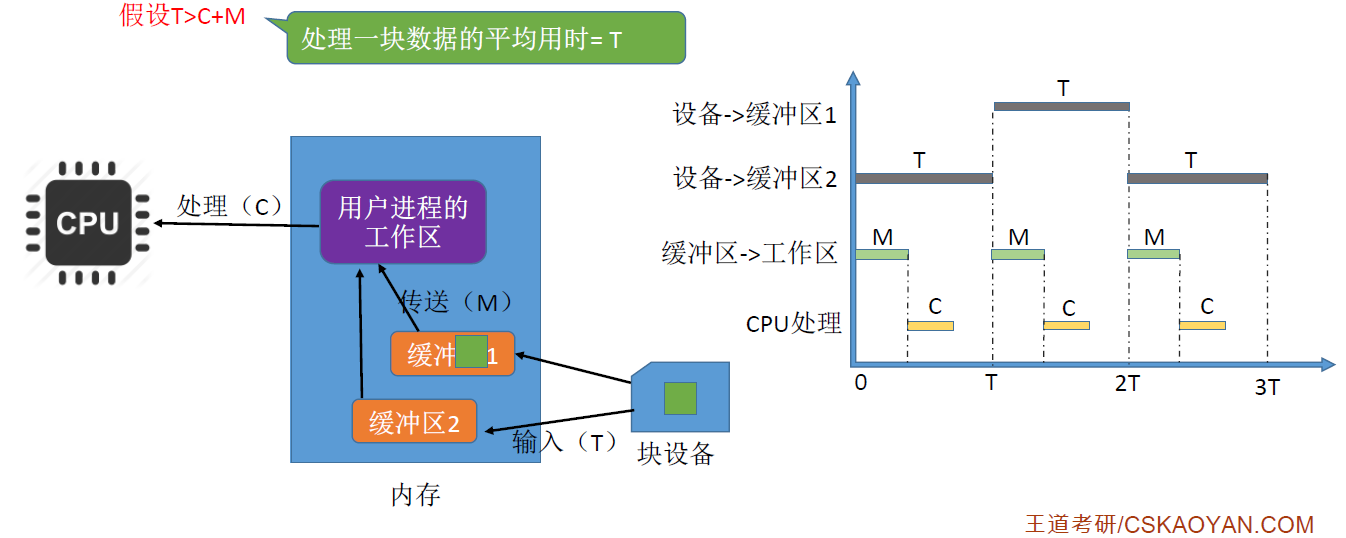 假设T>C+M
处理一块数据的平均用时= T
CPU
处理（C）
用户进程的
工作区
传送（M）
缓冲 1
缓冲区2
输入（T）
块设备
内存
设备->缓冲区1
T
设备->缓冲区2
T
T
缓冲区->工作区
M
M
M
CPU处理
C
C
C
0
T
2T
3T
王道考研/CSKAOYAN.COM